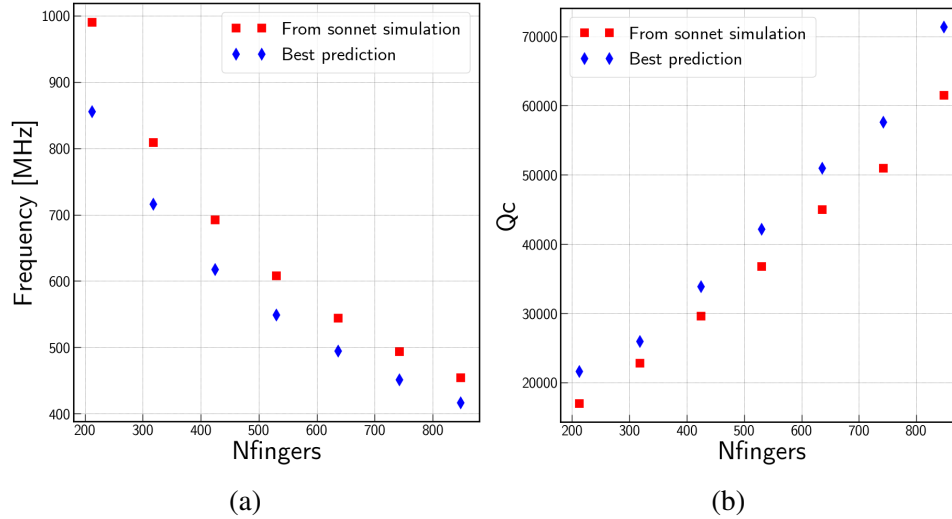 From sonnet simulation
Best prediction
Frequency [MHz]
1000
900
800
700
600
500
400
200 300 400 500 600 700 800
Nfingers
(a)
From sonnet simulation
Best prediction
Qc
70000
60000
50000
40000
30000
20000
200 300 400 500 600 700 800
Nfingers
(b)